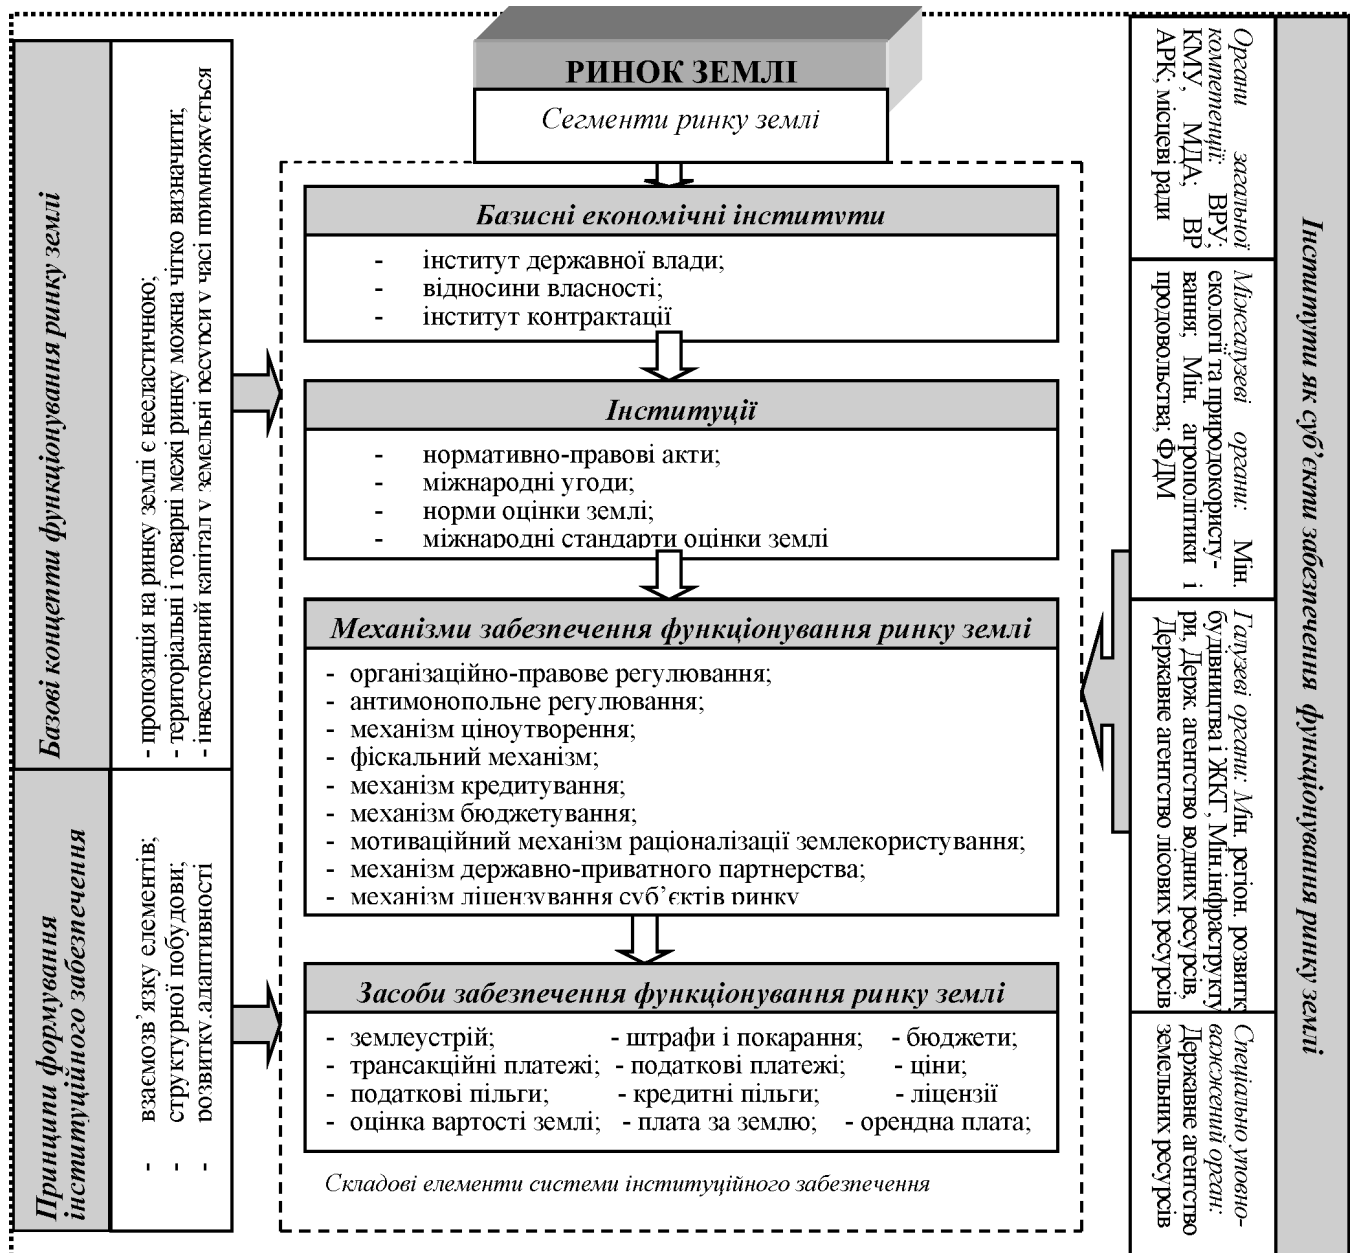 РИНОК ЗЕМЛІ
Сегменти ринку землі
Базові концепти функціонування ринку землі
- пропозиція на ринку землі є нееластичною;
- територіальні і товарні межі ринку можна чітко визначити;
- інвестований капітал у земельні ресурси у часі примножується
Принципи формування
інституційного забезпечення
- взаємозв’язку елементів;
- структурної побудови;
- розвитку адаптивності
Базисні економічні інститути
- інститут державної влади;
- відносини власності;
- інститут контрактації
Інституції
- нормативно-правові акти;
- міжнародні угоди;
- норми оцінки землі;
- міжнародні стандарти оцінки землі
Механізми забезпечення функціонування ринку землі
- організаційно-правове регулювання;
- антимонопольне регулювання;
- механізм ціноутворення;
- фіскальний механізм;
- механізм кредитування;
- механізм бюджетування;
- мотиваційний механізм раціоналізації землекористування;
- механізм державно-приватного партнерства;
- механізм ліцензування суб’єктів ринку
Засоби забезпечення функціонування ринку землі
- землеустрій; - штрафи і покарання; - бюджети;
- трансакційні платежі; - податкові платежі; - ціни;
- податкові пільги; - кредитні пільги; - ліцензії
- оцінка вартості землі; - плата за землю; - орендна плата;
Складові елементи системи інституційного забезпечення
Органи загальної
компетенції: ВРУ;
КМУ, МДА; ВР
АРК; місцеві ради
Міжгалузеві органи: Мін.
екології та природокористу-
вання; Мін. агрополітики і
продовольства; ФДМ
Галузеві органи: Мін. регіон. розвитку
будівництва і ЖКГ, Мін.інфраструкту
ри, Держ. агентство водних ресурсів,
Державне агентство лісових ресурсів
Спеціально уповно-
важений орган:
Державне агентство
земельних ресурсів
Інститути як суб’єкти забезпечення функціонування ринку землі